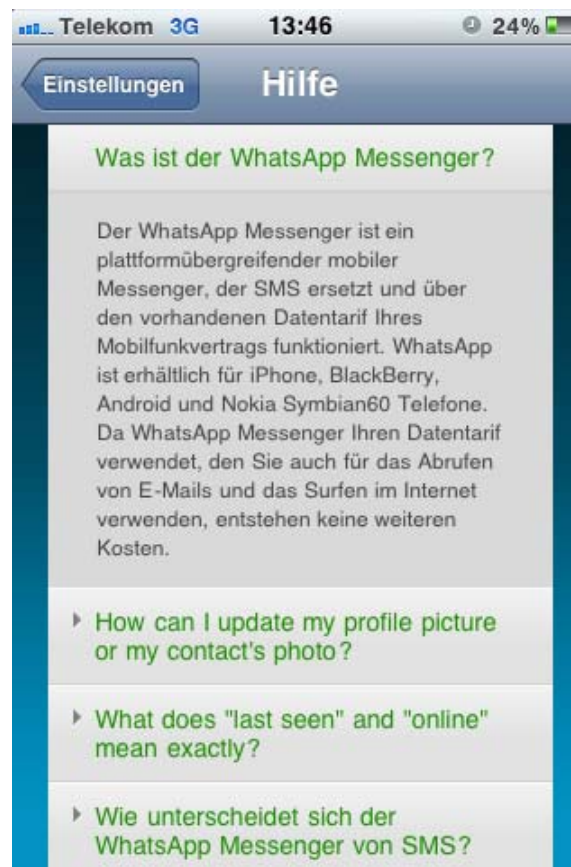 Telekom 3G 13:46 24%
Einstellungen Hilfe
Was ist der WhatsApp Messenger?
Der WhatsApp Messenger ist ein
plattformübergreifender mobiler
Messenger, der SMS ersetzt und über
den vorhandenen Datentarif Ihres
Mobilfunkvertrags funktioniert. WhatsApp
ist erhältlich für iPhone, BlackBerry,
Android und Nokia Symbian60 Telefone.
Da WhatsApp Messenger Ihren Datentarif
verwendet, den Sie auch für das Abrufen
von E-Mails und das Surfen im Internet
verwenden, entstehen keine weiteren
Kosten.
How can I update my profile picture
or my contact's photo?
What does "last seen" and "online"
mean exactly?
Wie unterscheidet sich der
WhatsApp Messenger von SMS?